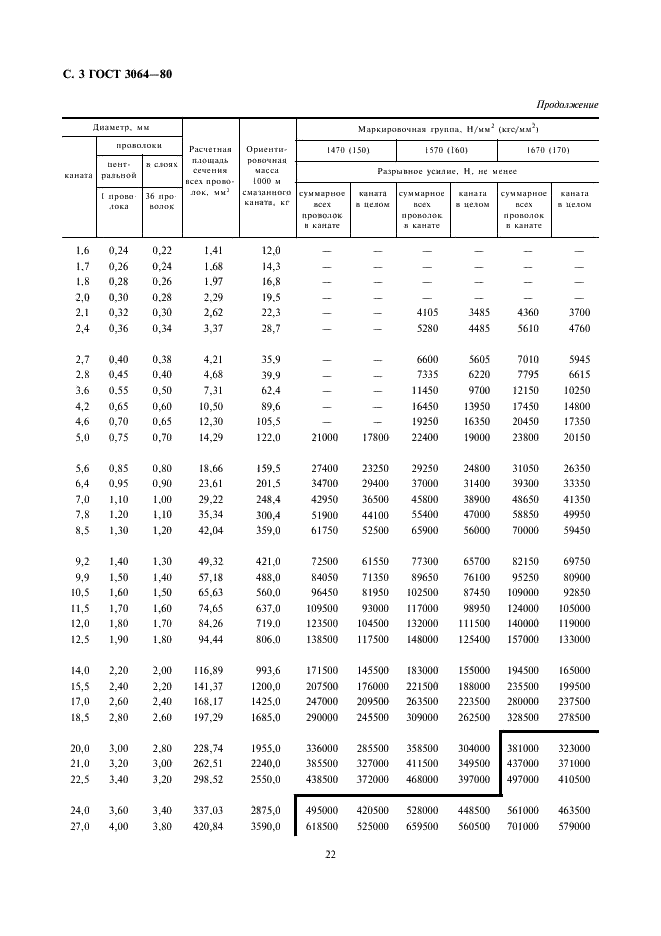 С. 3 ГОСТ 3064—80
Продолжение
Диаметр, мм
Расчетная площадь сечения всех прово-лок, мм²
Ориенти-ровочная масса 1000 м смазанного каната, кг
Маркировочная группа, Н/мм² (кгс/мм²)
каната
проволоки
1470 (150) 1570 (160) 1670 (170)
цент-ральной
в слоях
Разрывное усилие, Н, не менее
1 прово-лока
36 про-волок
суммарное всех проволок в канате
каната в целом
суммарное всех проволок в канате
каната в целом
суммарное всех проволок в канате
каната в целом
1,6 0,24 0,22 1,41 12,0 — — — — — —
1,7 0,26 0,24 1,68 14,3 — — — — — —
1,8 0,28 0,26 1,97 16,8 — — — — — —
2,0 0,30 0,28 2,29 19,5 — — — — — —
2,1 0,32 0,30 2,62 22,3 — — 4105 3485 4360 3700
2,4 0,36 0,34 3,37 28,7 — — 5280 4485 5610 4760
2,7 0,40 0,38 4,21 35,9 — — 6600 5605 7010 5945
2,8 0,45 0,40 4,68 39,9 — — 7335 6220 7795 6615
3,6 0,55 0,50 7,31 62,4 — — 11450 9700 12150 10250
4,2 0,65 0,60 10,50 89,6 — — 16450 13950 17450 14800
4,6 0,70 0,65 12,30 105,5 — — 19250 16350 20450 17350
5,0 0,75 0,70 14,29 122,0 21000 17800 22400 19000 23800 20150
5,6 0,85 0,80 18,66 159,5 27400 23250 29250 24800 31050 26350
6,4 0,95 0,90 23,61 201,5 34700 29400 37000 31400 39300 33350
7,0 1,10 1,00 29,22 248,4 42950 36500 45800 38900 48650 41350
7,8 1,20 1,10 35,34 300,4 51900 44100 55400 47000 58850 49950
8,5 1,30 1,20 42,04 359,0 61750 52500 65900 56000 70000 59450
9,2 1,40 1,30 49,32 421,0 72500 61550 77300 65700 82150 69750
9,9 1,50 1,40 57,18 488,0 84050 71350 89650 76100 95250 80900
10,5 1,60 1,50 65,63 560,0 96450 81950 102500 87450 109000 92850
11,5 1,70 1,60 74,65 637,0 109500 93000 117000 98950 124000 105000
12,0 1,80 1,70 84,26 719,0 123500 104500 132000 111500 140000 119000
12,5 1,90 1,80 94,44 806,0 138500 117500 148000 125400 157000 133000
14,0 2,20 2,00 116,89 993,6 171500 145500 183000 155000 194500 165000
15,5 2,40 2,20 141,37 1200,0 207500 176000 221500 188000 235500 199500
17,0 2,60 2,40 168,17 1425,0 247000 209500 263500 223500 280000 237500
18,5 2,80 2,60 197,29 1685,0 290000 245500 309000 262500 328500 278500
20,0 3,00 2,80 228,74 1955,0 336000 285500 358500 304000 381000 323000
21,0 3,20 3,00 262,51 2240,0 385500 327000 411500 349500 437000 371000
22,5 3,40 3,20 298,52 2550,0 438500 372000 468000 397000 497000 410500
24,0 3,60 3,40 337,03 2875,0 495000 420500 528000 448500 561000 463500
27,0 4,00 3,80 420,84 3590,0 618500 525000 659500 560500 701000 579000
22